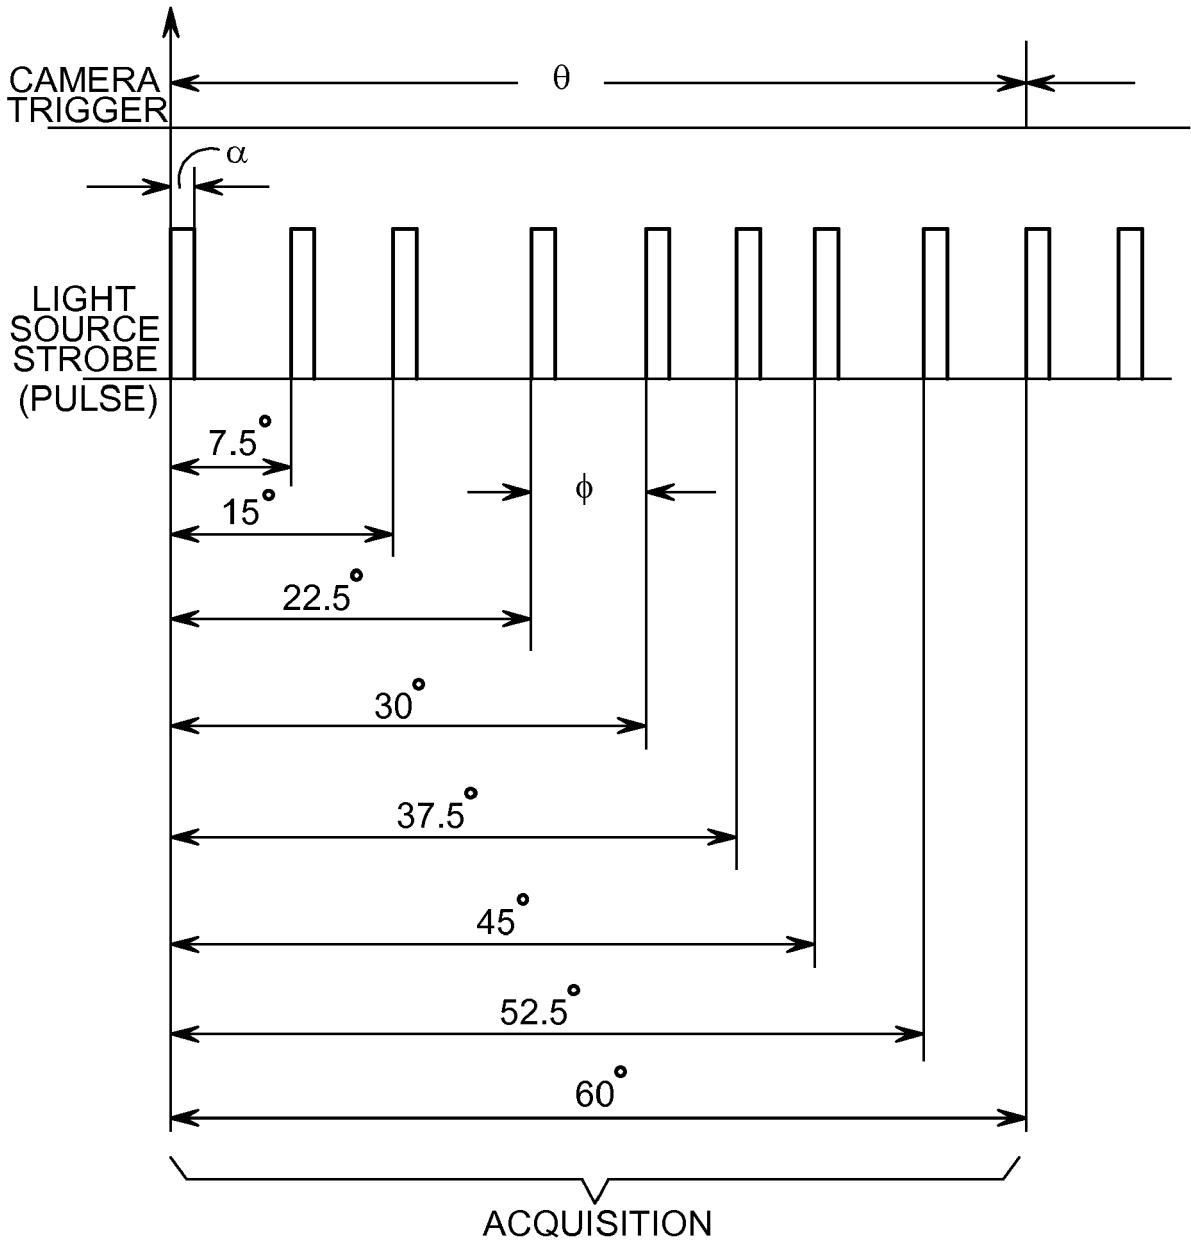 θ
CAMERA
TRIGGER
α
LIGHT
SOURCE
STROBE
(PULSE)
7.5°
ϕ
15°
22.5°
30°
37.5°
45°
52.5°
60°
ACQUISITION